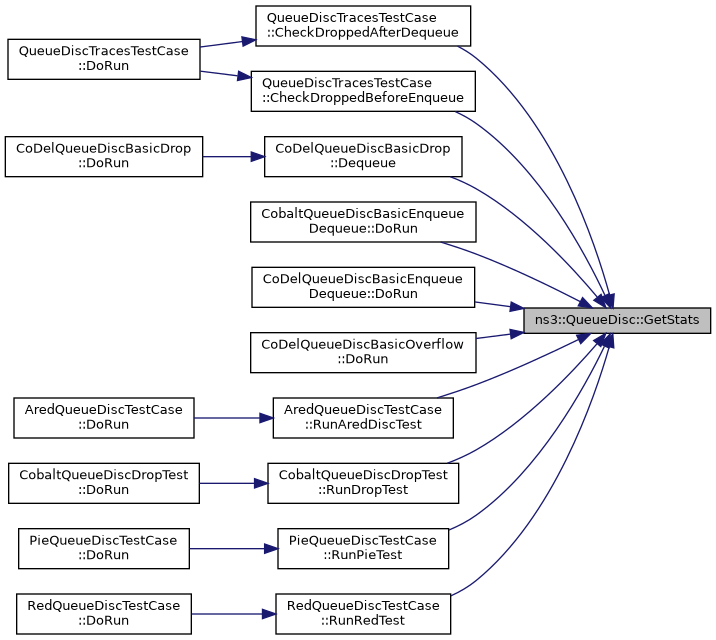 QueueDiscTracesTestCase
::CheckDroppedAfterDequeue
QueueDiscTracesTestCase
::DoRun
QueueDiscTracesTestCase
::CheckDroppedBeforeEnqueue
CoDelQueueDiscBasicDrop
::DoRun
CoDelQueueDiscBasicDrop
::Dequeue
CobaltQueueDiscBasicEnqueue
Dequeue::DoRun
CoDelQueueDiscBasicEnqueue
Dequeue::DoRun
ns3::QueueDisc::GetStats
CoDelQueueDiscBasicOverflow
::DoRun
AredQueueDiscTestCase
::DoRun
AredQueueDiscTestCase
::RunAredDiscTest
CobaltQueueDiscDropTest
::DoRun
CobaltQueueDiscDropTest
::RunDropTest
PieQueueDiscTestCase
::DoRun
PieQueueDiscTestCase
::RunPieTest
RedQueueDiscTestCase
::DoRun
RedQueueDiscTestCase
::RunRedTest